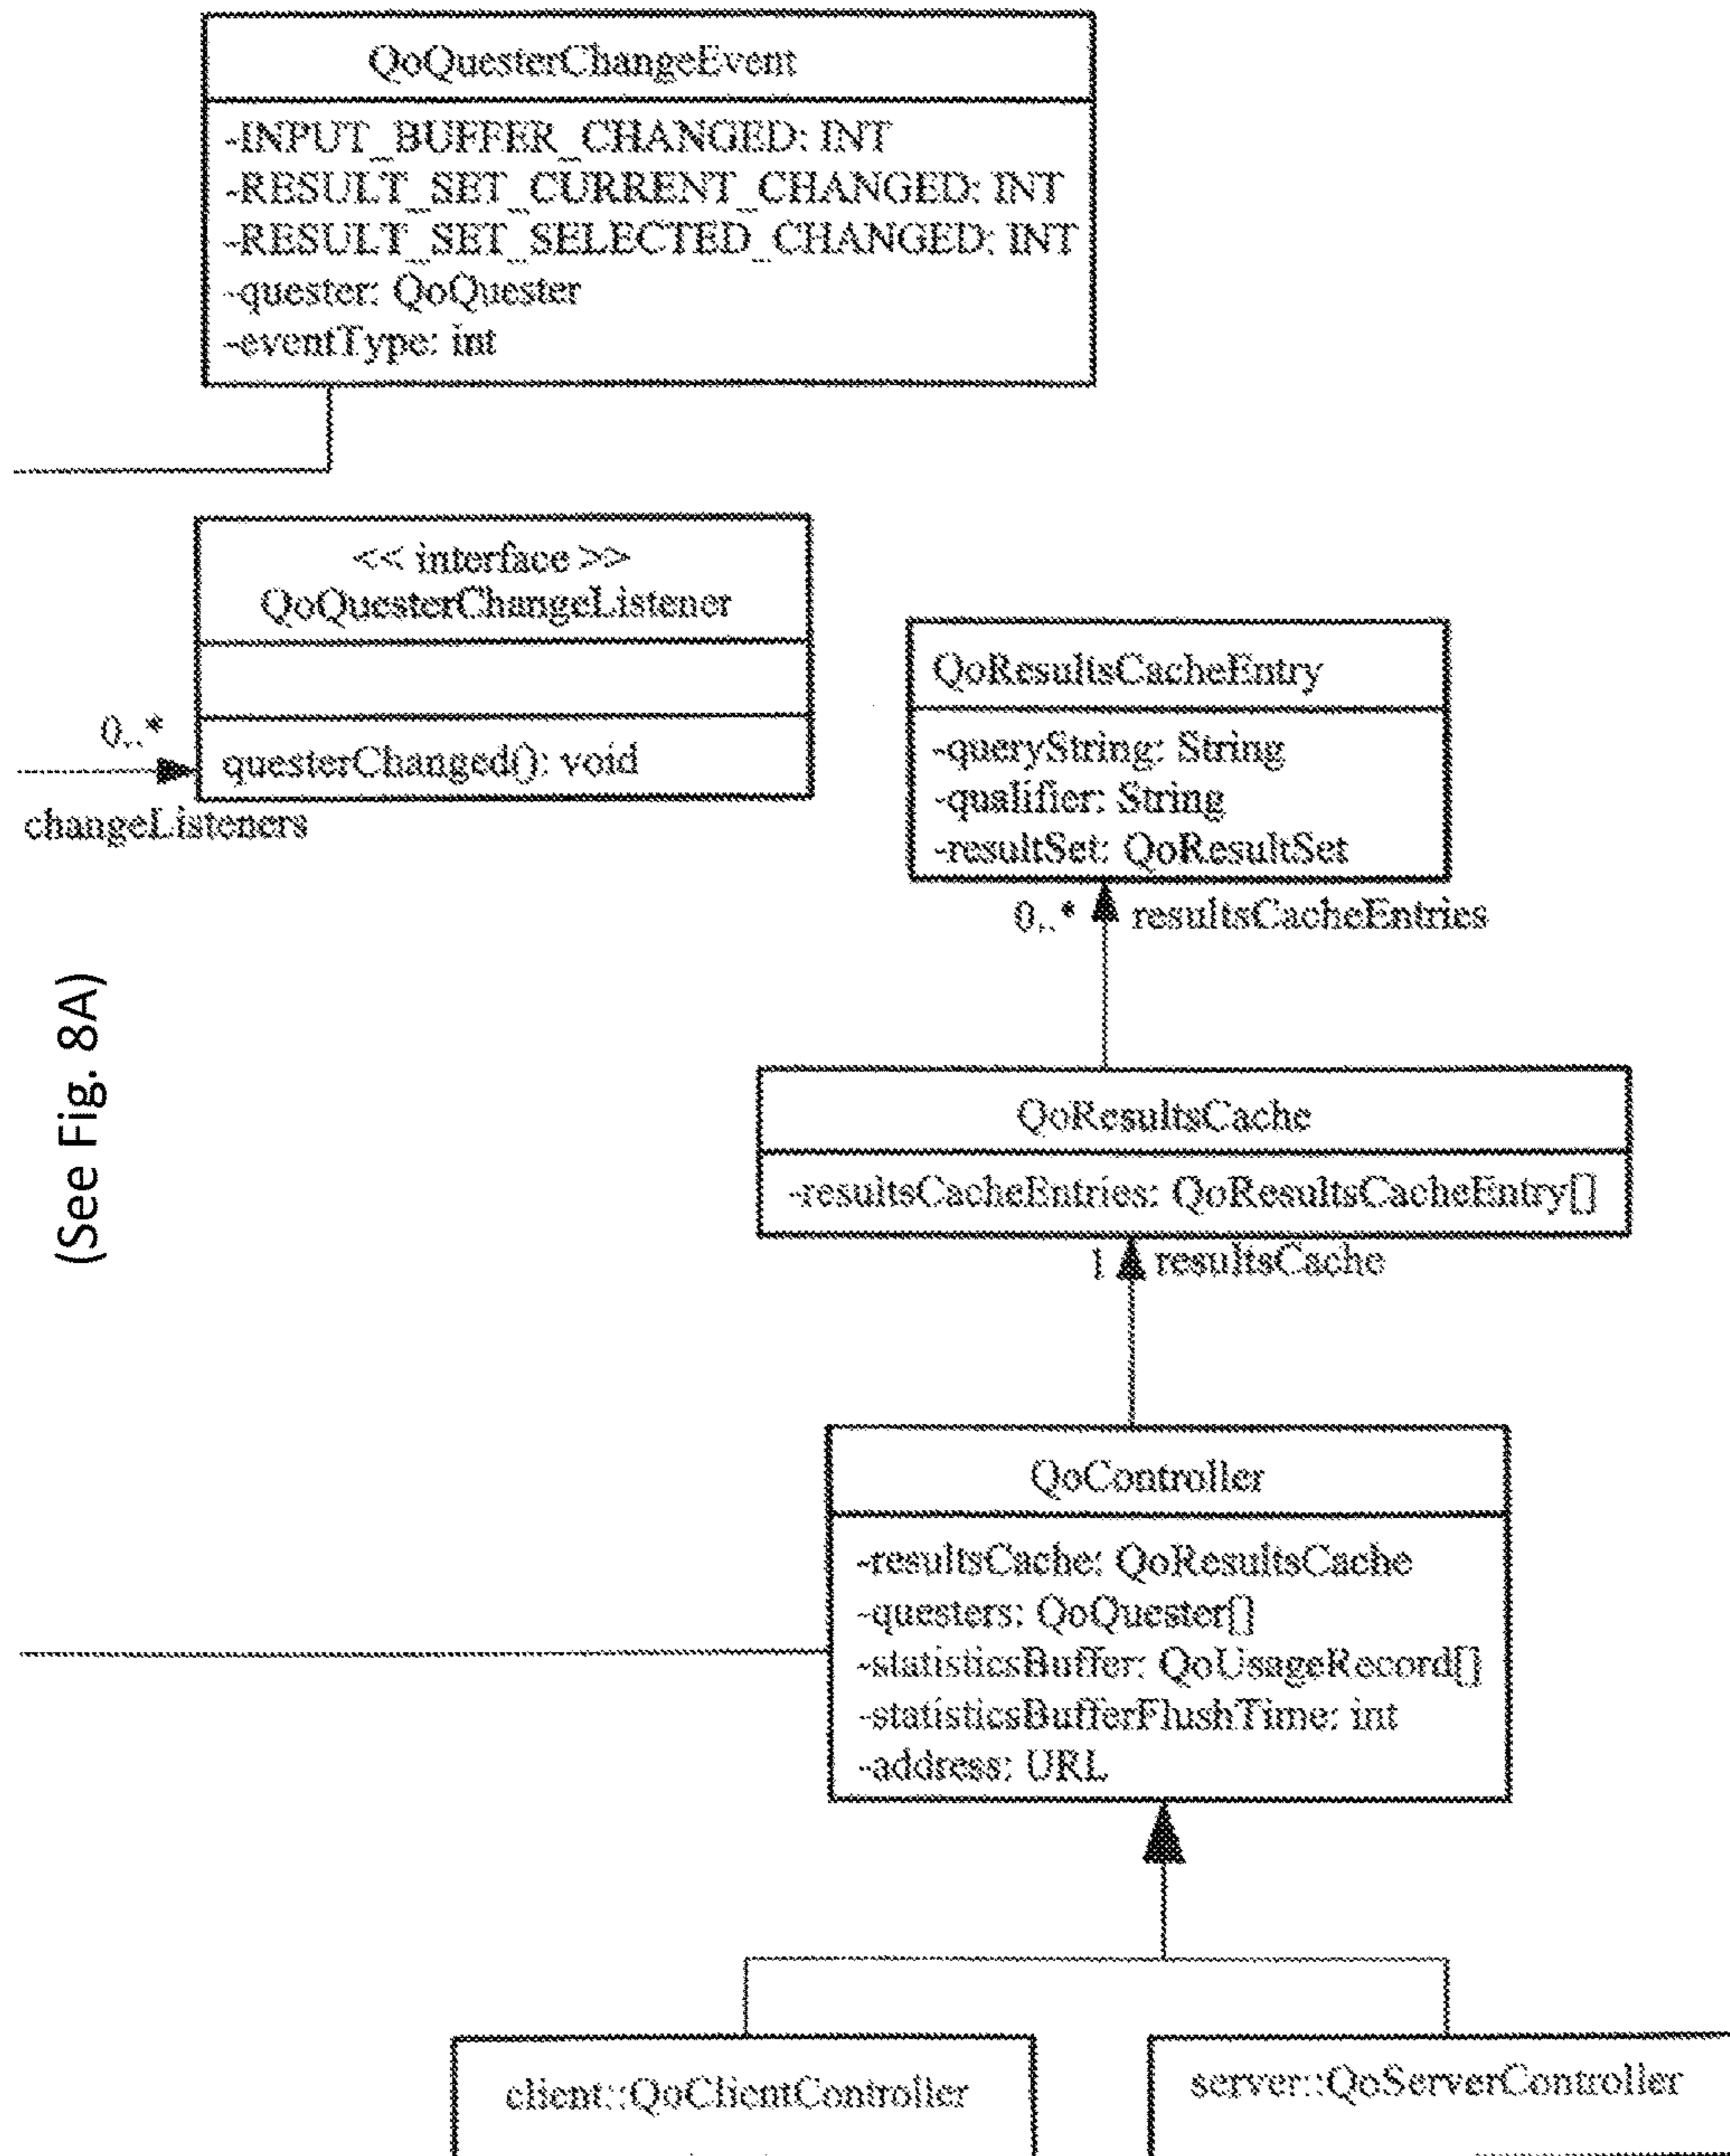 QoQuesterChangeEvent
-INPUT_BUFFER_CHANGED: INT
-RESULT_SET_CURRENT_CHANGED: INT
-RESULT_SET_SELECTED_CHANGED: INT
-quester: QoQuester
-eventType: int
<< interface >>
QoQuesterChangeListener
questerChanged(): void
0..*
changeListeners
QoResultsCacheEntry
-queryString: String
-qualifier: String
-resultSet: QoResultSet
0..* resultsCacheEntries
(See Fig. 8A)
QoResultsCache
-resultsCacheEntries: QoResultsCacheEntry[]
1 resultsCache
QoController
-resultsCache: QoResultsCache
-questers: QoQuester[]
-statisticsBuffer: QoUsageRecord[]
-statisticsBufferFlushTime: int
-address: URL
client::QoClientController
server::QoServerController